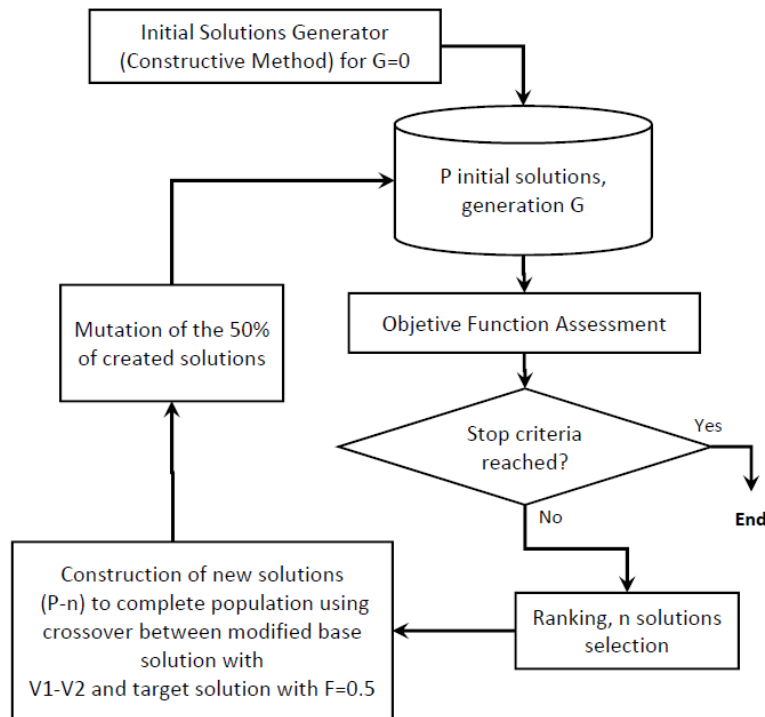 Initial Solutions Generator
(Constructive Method) for G=0
P initial solutions,
generation G
Objetive Function Assessment
Stop criteria
reached?
Yes
End
No
Ranking, n solutions
selection
Construction of new solutions
(P-n) to complete population using
crossover between modified base
solution with
V1-V2 and target solution with F=0.5
Mutation of the 50%
of created solutions